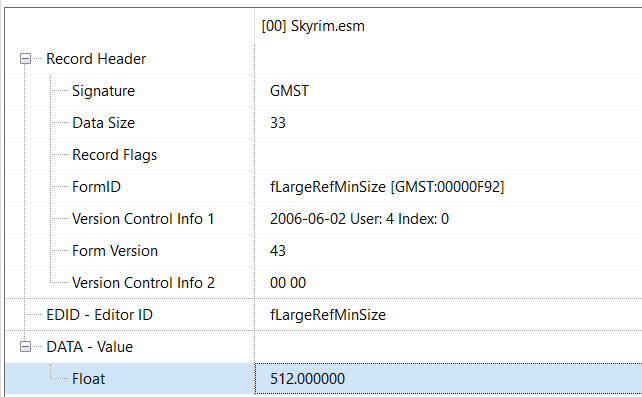 [00] Skyrim.esm
Record Header
Signature GMST
Data Size 33
Record Flags
FormID fLargeRefMinSize [GMST:00000F92]
Version Control Info 1 2006-06-02 User: 4 Index: 0
Form Version 43
Version Control Info 2 00 00
EDID - Editor ID fLargeRefMinSize
DATA - Value
Float 512.000000